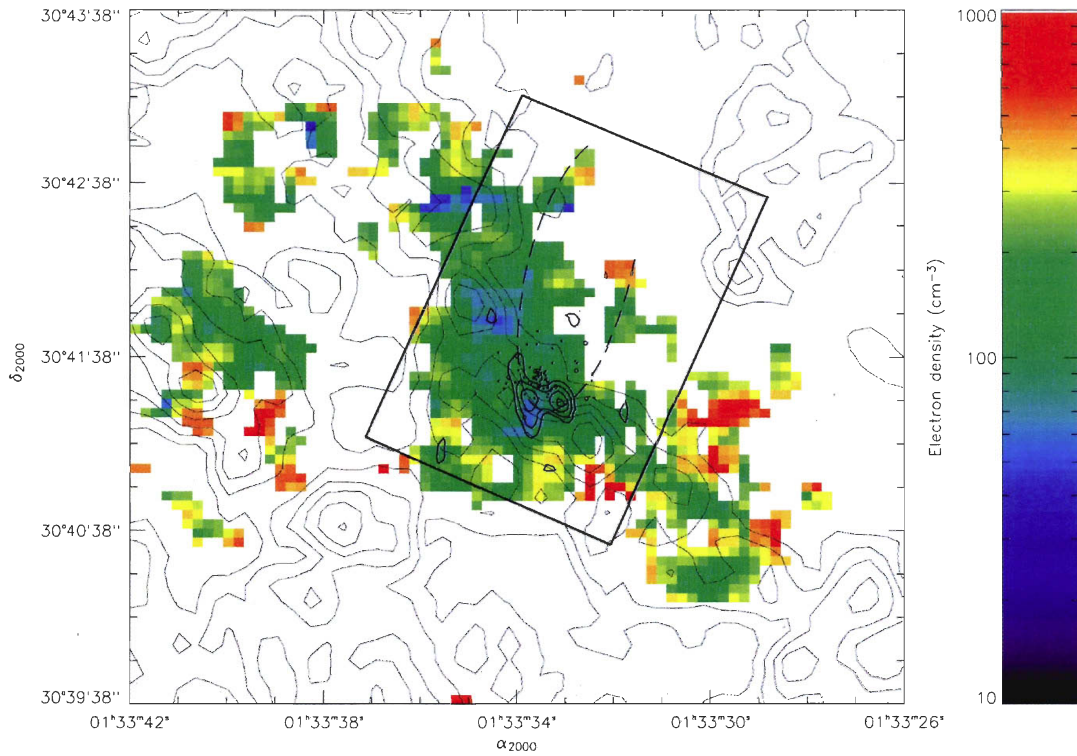 30°43'38''
30°42'38''
30°41'38''
30°40'38''
30°39'38''
δ2000
01ʰ33ᵐ42ˢ
01ʰ33ᵐ38ˢ
01ʰ33ᵐ34ˢ
01ʰ33ᵐ30ˢ
01ʰ33ᵐ26ˢ
α2000
1000
100
10
Electron density (cm⁻³)